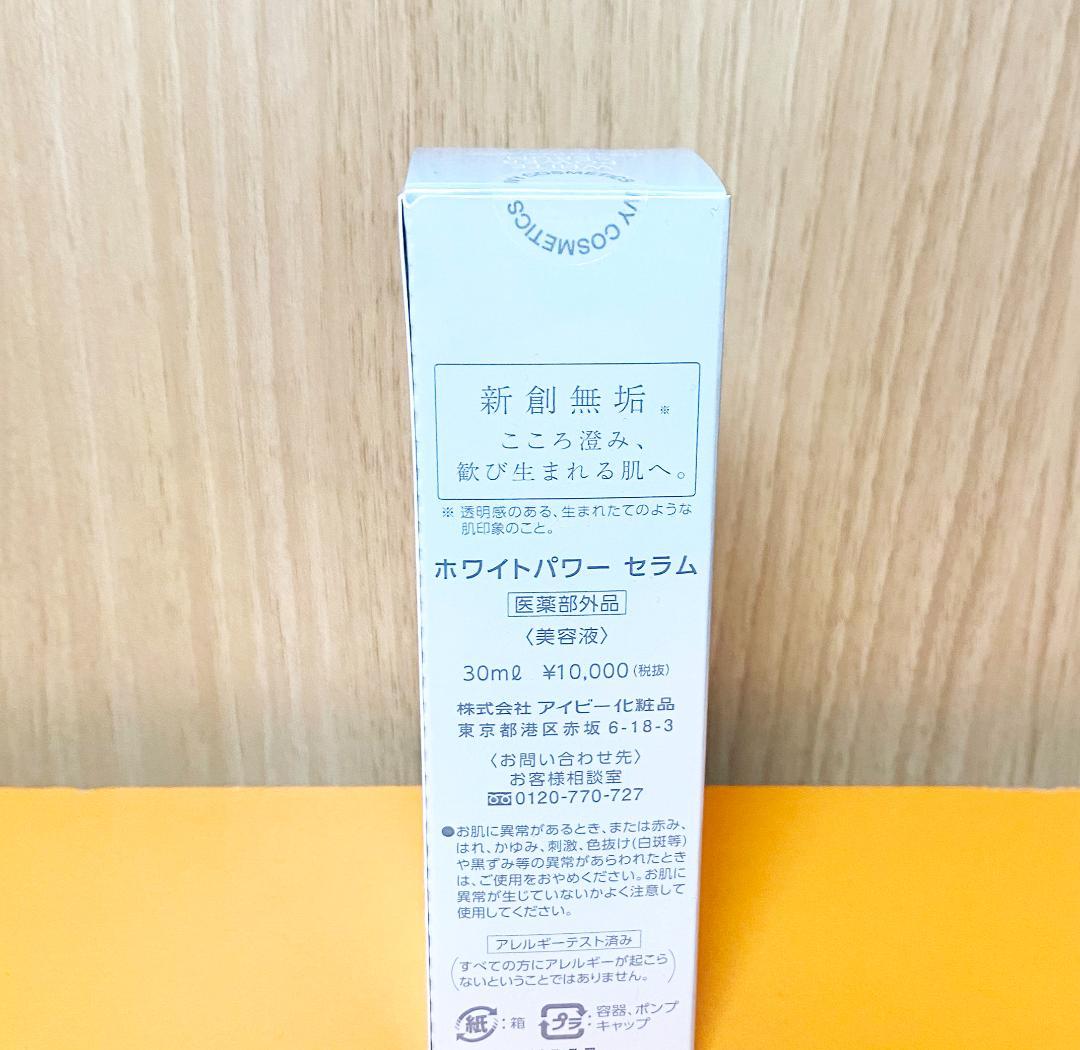 IVY COSMETICS
IVY COSMETICS
新創無垢※
こころ澄み、
歓び生まれる肌へ。
※ 透明感のある、生まれたてのような
肌印象のこと。
ホワイトパワー セラム
医薬部外品
〈美容液〉
30mℓ ¥10,000(税抜)
株式会社 アイビー化粧品
東京都港区赤坂 6-18-3
〈お問い合わせ先〉
お客様相談室
0120-770-727
●お肌に異常があるとき、または赤み、
はれ、かゆみ、刺激、色抜け(白斑等)
や黒ずみ等の異常があらわれたとき
は、ご使用をおやめください。お肌に
異常が生じていないかよく注意して
使用してください。
アレルギーテスト済み
(すべての方にアレルギーが起こら
ないということではありません。)
紙:箱 プラ:容器、ポンプ
キャップ